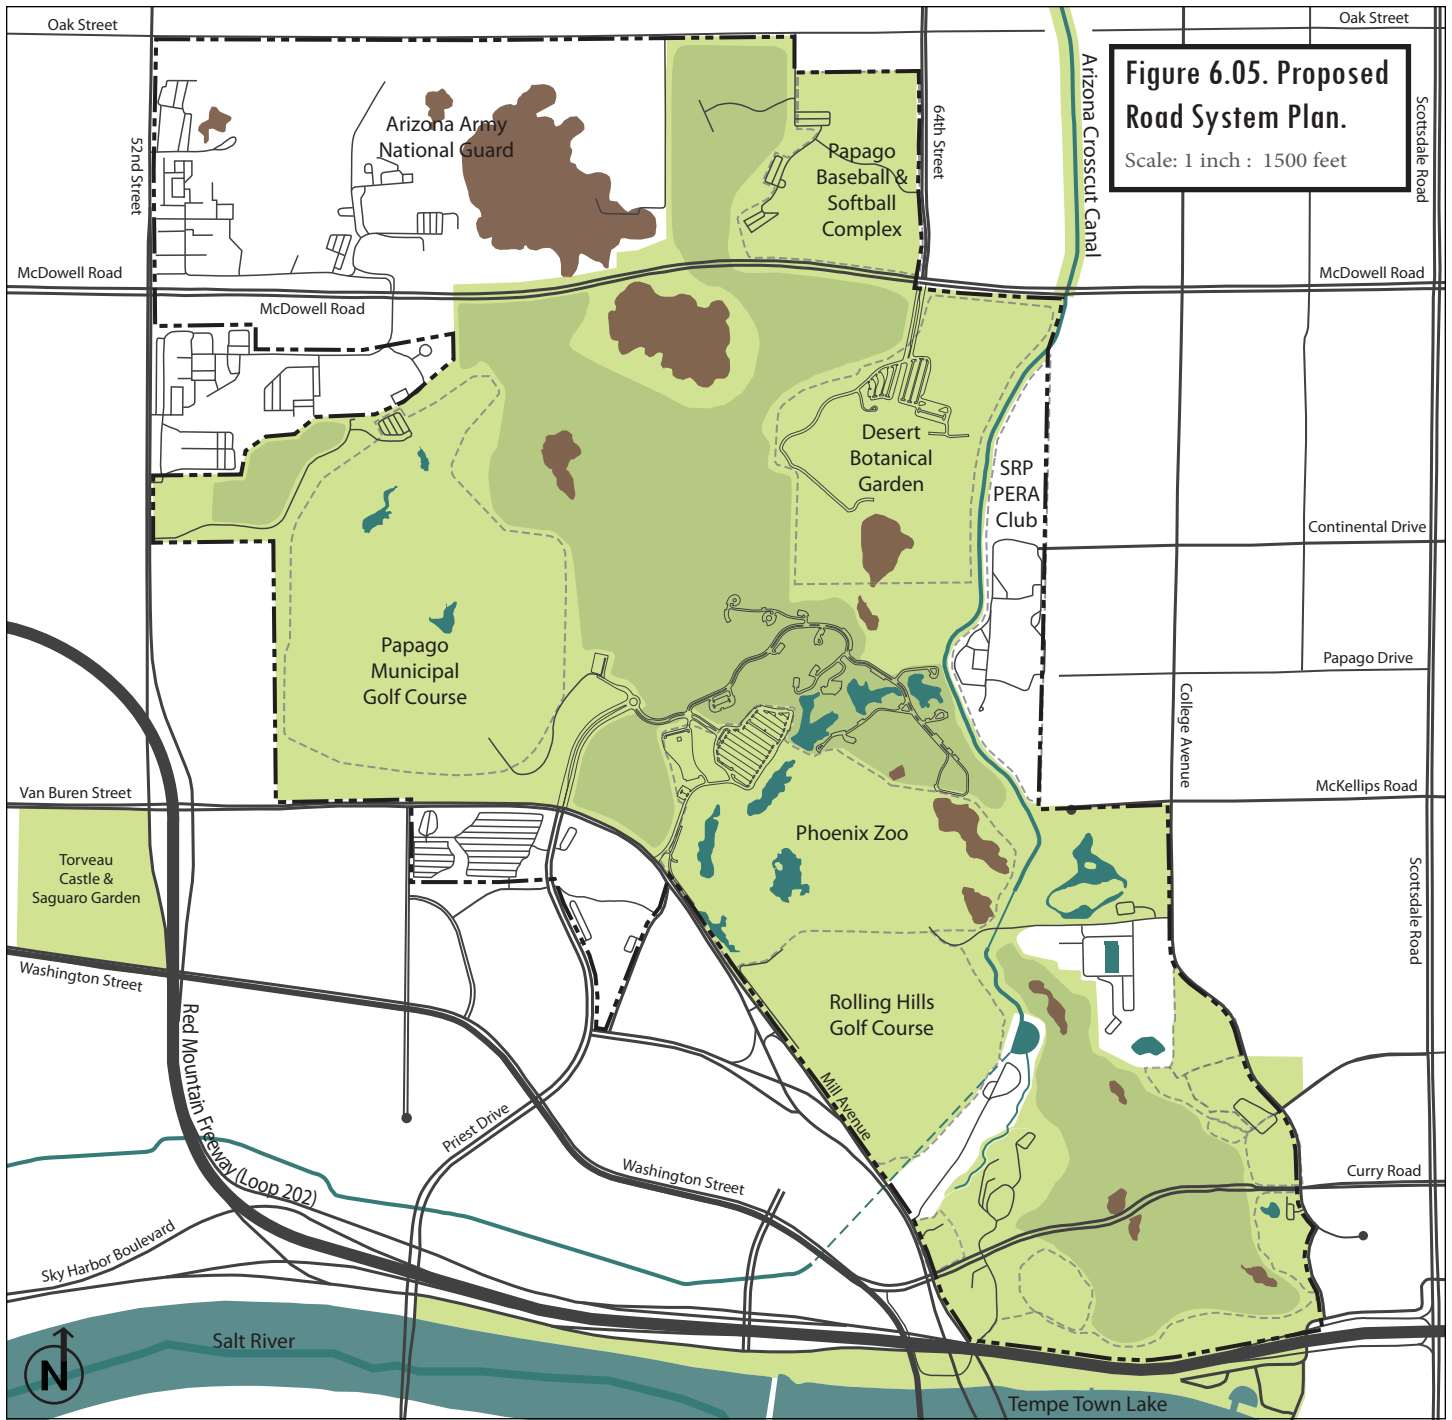 Oak Street
Oak Street
Figure 6.05. Proposed
Road System Plan.
Scale: 1 inch : 1500 feet
Arizona Crosscut Canal
Scottsdale Road
64th Street
52nd Street
Arizona Army
National Guard
Papago
Baseball &
Softball
Complex
McDowell Road
McDowell Road
McDowell Road
Desert
Botanical
Garden
SRP
PERA
Club
Continental Drive
Papago
Municipal
Golf Course
Papago Drive
College Avenue
Van Buren Street
McKellips Road
Phoenix Zoo
Torveau
Castle &
Saguaro Garden
Scottsdale Road
Washington Street
Rolling Hills
Golf Course
Red Mountain Freeway (Loop 202)
Mill Avenue
Priest Drive
Washington Street
Curry Road
Sky Harbor Boulevard
Salt River
N
Tempe Town Lake